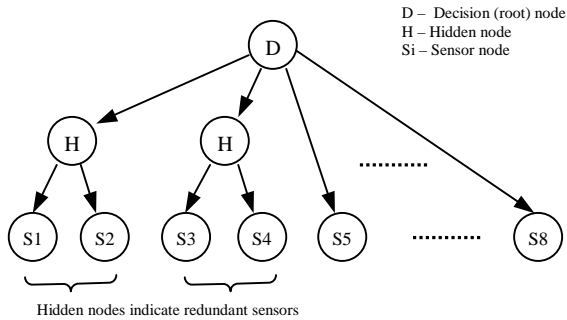 D – Decision (root) node
H – Hidden node
Si – Sensor node
D
H
H
S1
S2
S3
S4
S5
S8
Hidden nodes indicate redundant sensors